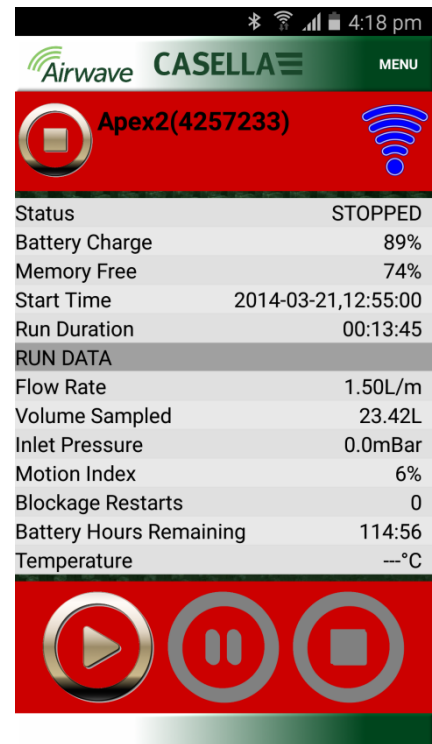 4:18 pm
Airwave CASELLA MENU
Apex2(4257233)
Status STOPPED
Battery Charge 89%
Memory Free 74%
Start Time 2014-03-21,12:55:00
Run Duration 00:13:45
RUN DATA
Flow Rate 1.50L/m
Volume Sampled 23.42L
Inlet Pressure 0.0mBar
Motion Index 6%
Blockage Restarts 0
Battery Hours Remaining 114:56
Temperature ---°C